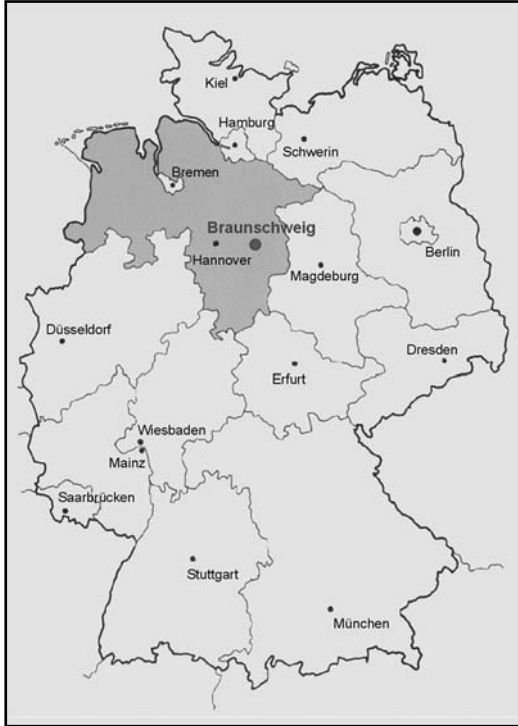 Kiel
Hamburg
Schwerin
Bremen
Braunschweig
Hannover
Berlin
Magdeburg
Düsseldorf
Dresden
Erfurt
Wiesbaden
Mainz
Saarbrücken
Stuttgart
München